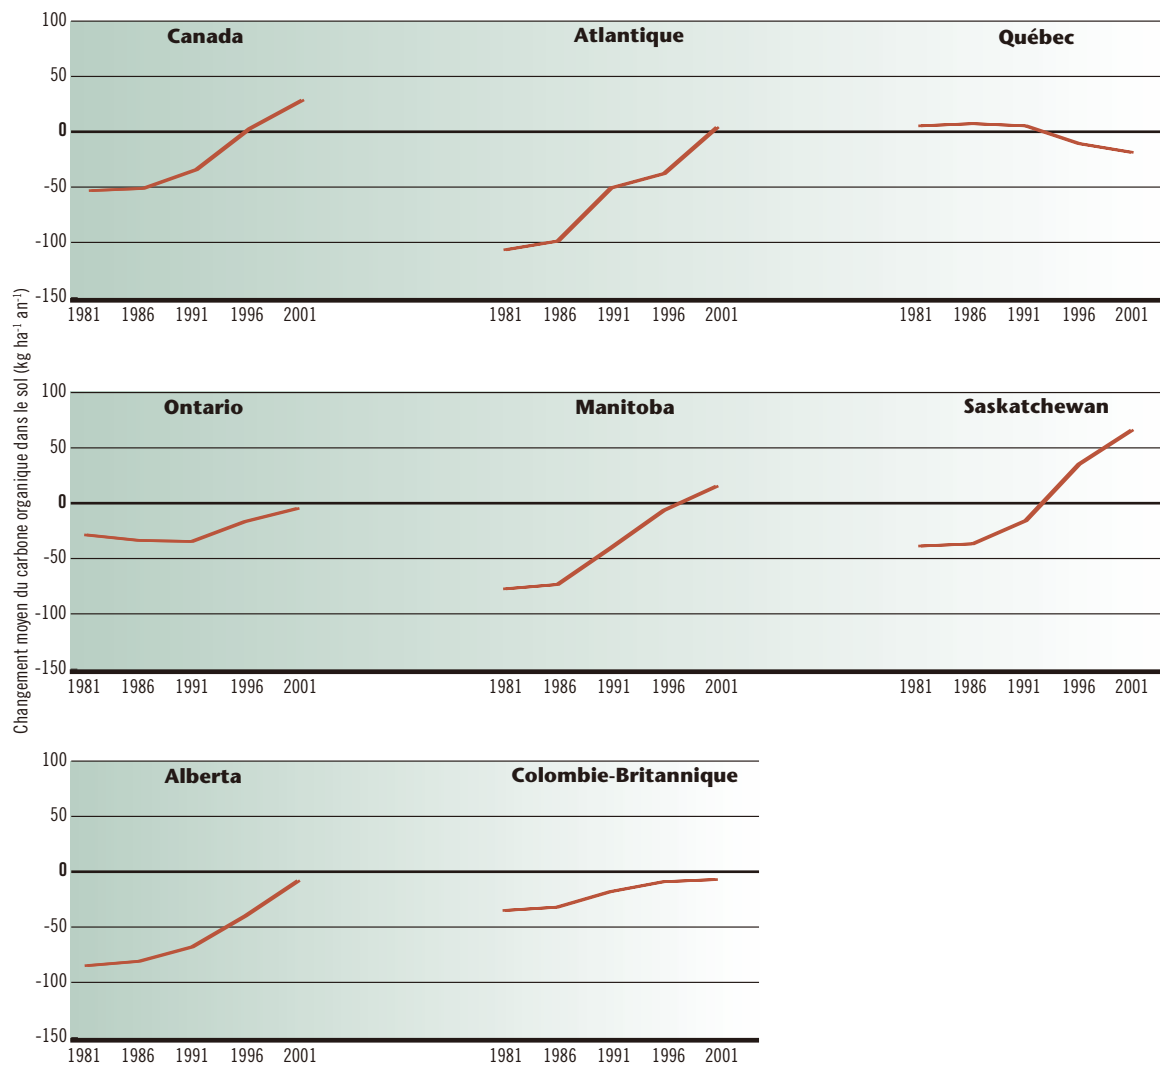 Changement moyen du carbone organique dans le sol (kg ha⁻¹ an⁻¹)
Canada
Atlantique
Québec
100
50
0
-50
-100
-150
1981 1986 1991 1996 2001
1981 1986 1991 1996 2001
1981 1986 1991 1996 2001
Ontario
Manitoba
Saskatchewan
100
50
0
-50
-100
-150
1981 1986 1991 1996 2001
1981 1986 1991 1996 2001
1981 1986 1991 1996 2001
Alberta
Colombie-Britannique
100
50
0
-50
-100
-150
1981 1986 1991 1996 2001
1981 1986 1991 1996 2001